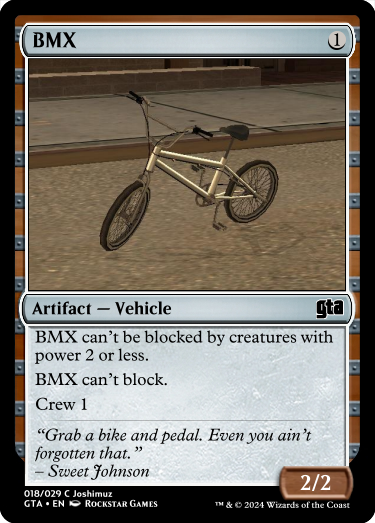 BMX 1
Artifact — Vehicle gta
BMX can't be blocked by creatures with
power 2 or less.
BMX can't block.
Crew 1
“Grab a bike and pedal. Even you ain't
forgotten that.”
– Sweet Johnson
2/2
018/029 C Joshimuz
GTA • EN Rockstar Games
™ & © 2024 Wizards of the Coast